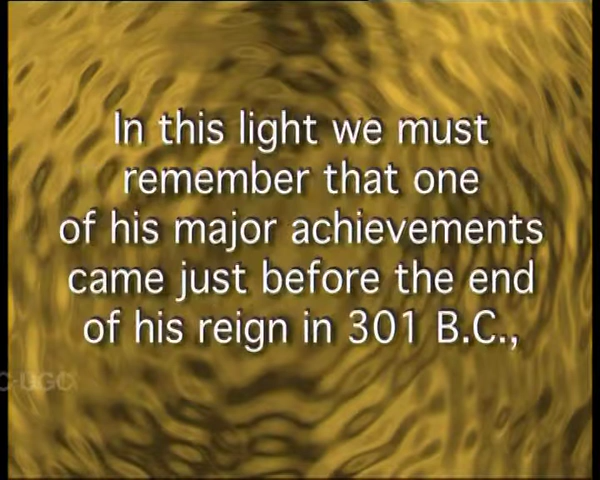 In this light we must
remember that one
of his major achievements
came just before the end
of his reign in 301 B.C.,